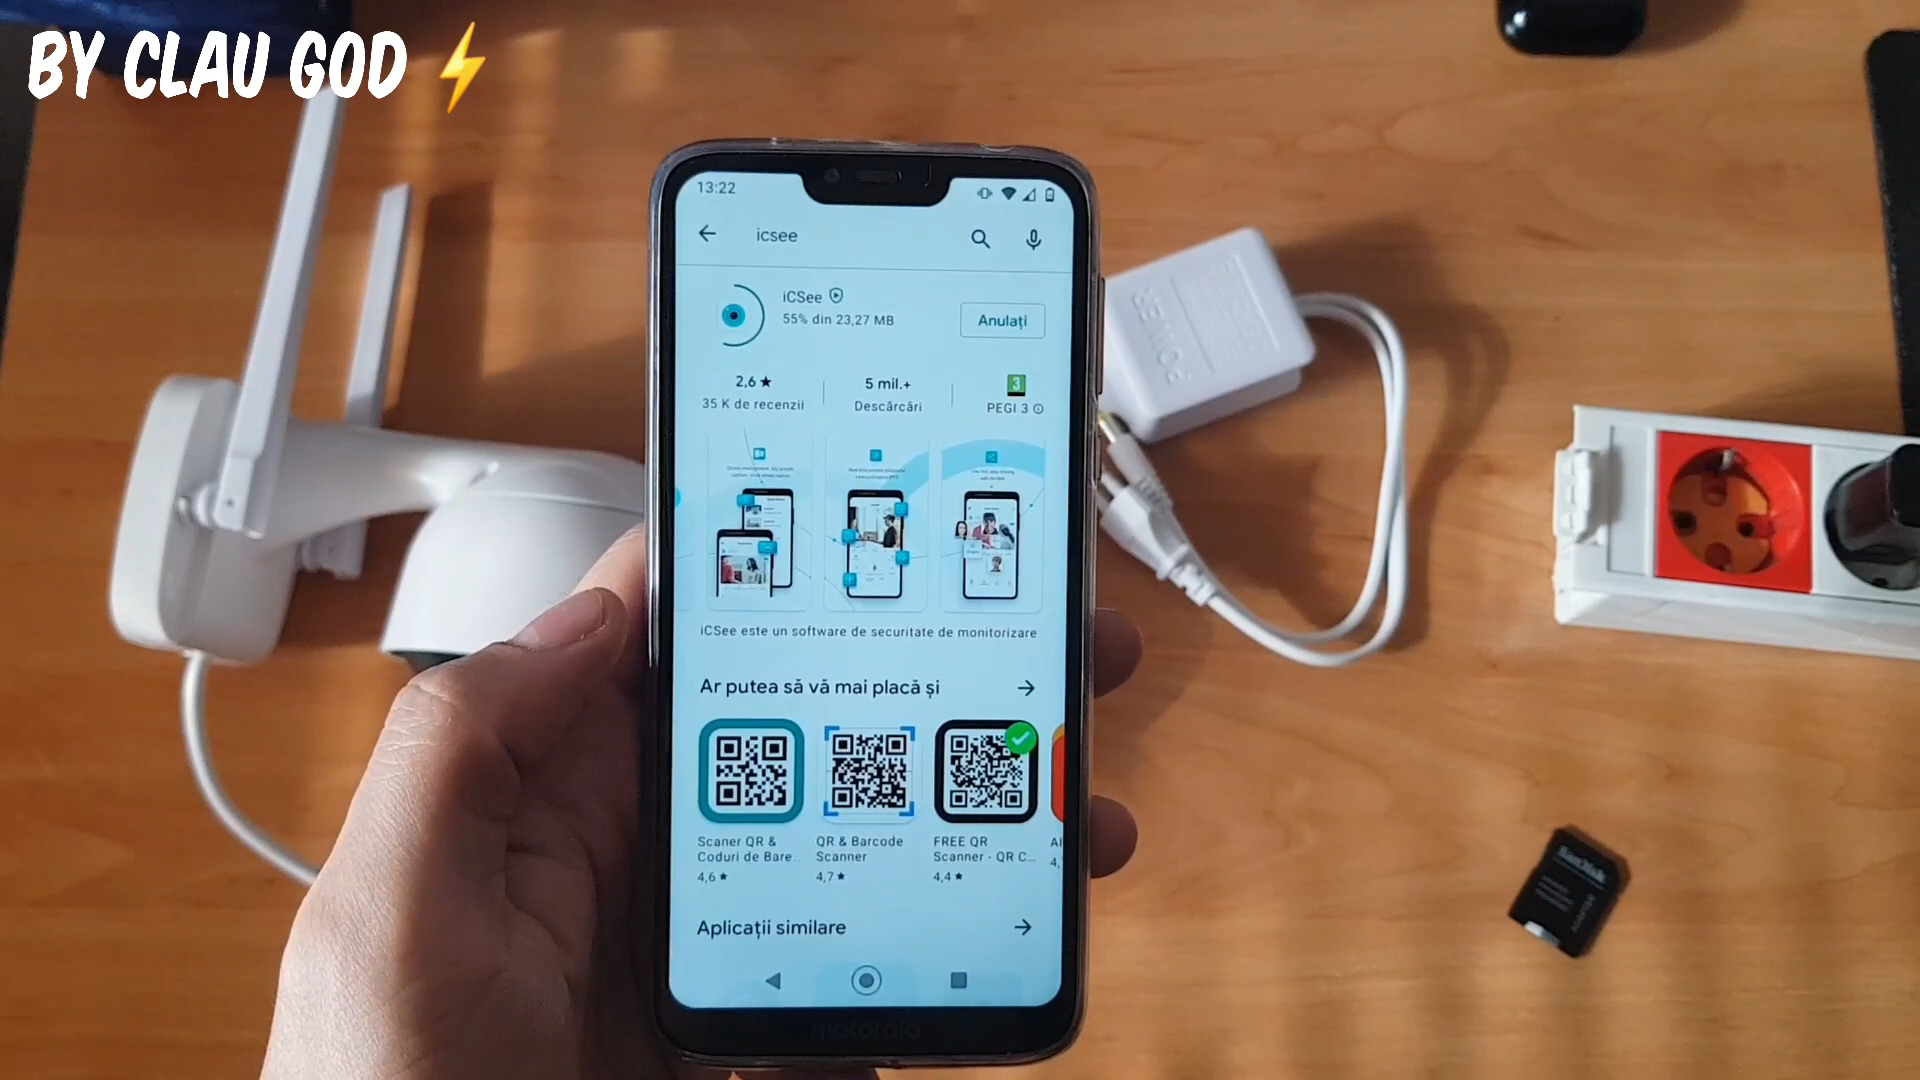 BY CLAU GOD ⚡
13:22
icsee
iCSee
55% din 23,27 MB
Anulați
2,6 ★
35 K de recenzii
5 mil.+
Descărcări
3
PEGI 3
iCSee este un software de securitate de monitorizare
Ar putea să vă mai placă și
Scaner QR &
Coduri de Bare...
4,6 ★
QR & Barcode
Scanner
4,7 ★
FREE QR
Scanner - QR C...
4,4 ★
Aplicații similare
motorola
POWER
SanDisk
ADAPTER